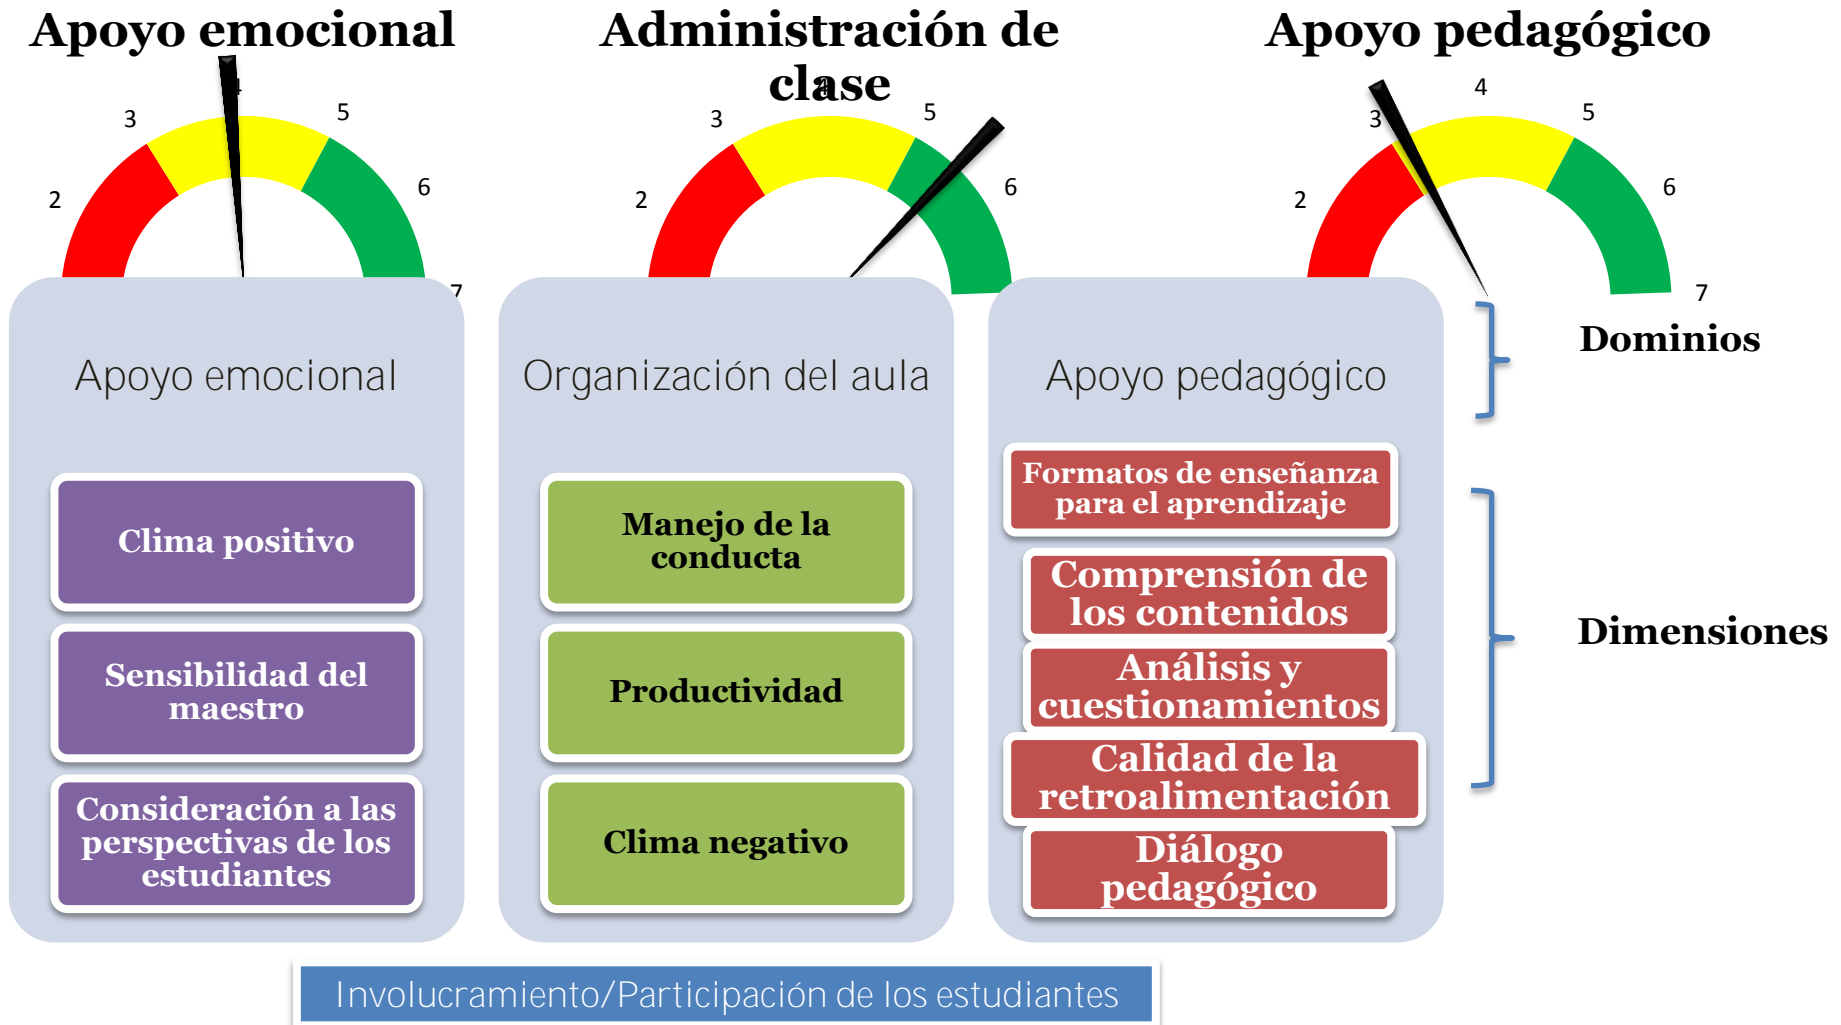 Apoyo emocional
Administración de
clase
Apoyo pedagógico
2
3
4
5
6
7
2
3
5
6
2
3
4
5
6
7
Apoyo emocional
Organización del aula
Apoyo pedagógico
Dominios
Clima positivo
Sensibilidad del
maestro
Consideración a las
perspectivas de los
estudiantes
Manejo de la
conducta
Productividad
Clima negativo
Formatos de enseñanza
para el aprendizaje
Comprensión de
los contenidos
Análisis y
cuestionamientos
Calidad de la
retroalimentación
Diálogo
pedagógico
Dimensiones
Involucramiento/Participación de los estudiantes